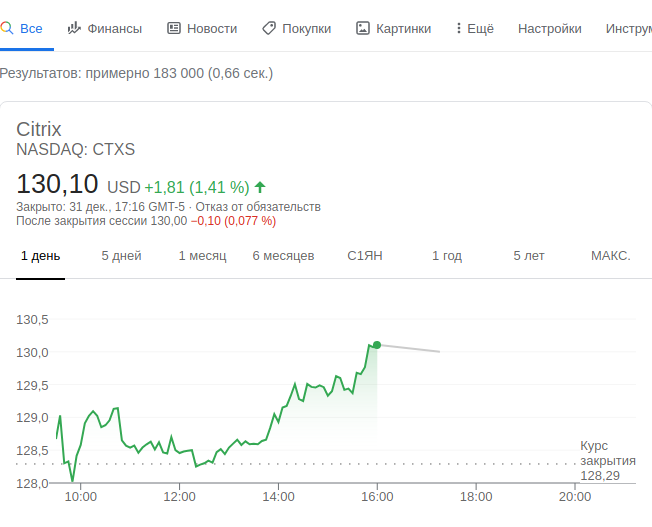 Все Финансы Новости Покупки Картинки Ещё Настройки Инструм
Результатов: примерно 183 000 (0,66 сек.)
Citrix
NASDAQ: CTXS
130,10 USD +1,81 (1,41 %)
Закрыто: 31 дек., 17:16 GMT-5 · Отказ от обязательств
После закрытия сессии 130,00 −0,10 (0,077 %)
1 день 5 дней 1 месяц 6 месяцев С1ЯН 1 год 5 лет МАКС.
130,5
130,0
129,5
129,0
128,5
128,0
Курс
закрытия
128,29
10:00 12:00 14:00 16:00 18:00 20:00